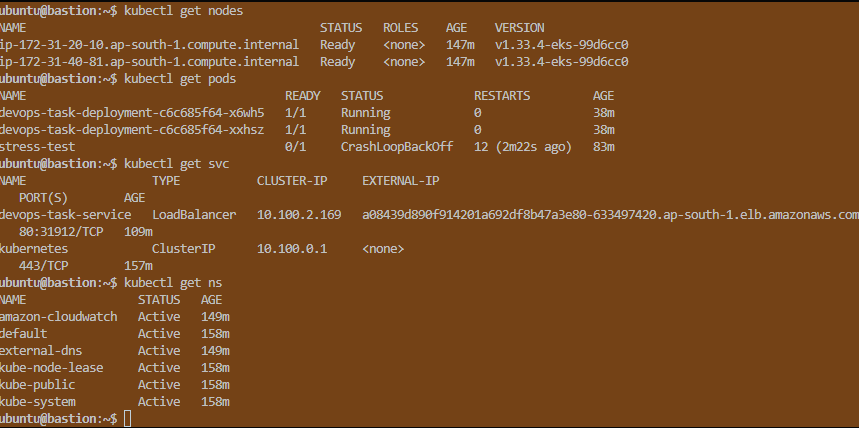 ubuntu@bastion:~$ kubectl get nodes
NAME STATUS ROLES AGE VERSION
ip-172-31-20-10.ap-south-1.compute.internal Ready <none> 147m v1.33.4-eks-99d6cc0
ip-172-31-40-81.ap-south-1.compute.internal Ready <none> 147m v1.33.4-eks-99d6cc0
ubuntu@bastion:~$ kubectl get pods
NAME READY STATUS RESTARTS AGE
devops-task-deployment-c6c685f64-x6wh5 1/1 Running 0 38m
devops-task-deployment-c6c685f64-xxhsz 1/1 Running 0 38m
stress-test 0/1 CrashLoopBackOff 12 (2m22s ago) 83m
ubuntu@bastion:~$ kubectl get svc
NAME TYPE CLUSTER-IP EXTERNAL-IP
PORT(S) AGE
devops-task-service LoadBalancer 10.100.2.169 a08439d890f914201a692df8b47a3e80-633497420.ap-south-1.elb.amazonaws.com
80:31912/TCP 109m
kubernetes ClusterIP 10.100.0.1 <none>
443/TCP 157m
ubuntu@bastion:~$ kubectl get ns
NAME STATUS AGE
amazon-cloudwatch Active 149m
default Active 158m
external-dns Active 149m
kube-node-lease Active 158m
kube-public Active 158m
kube-system Active 158m
ubuntu@bastion:~$